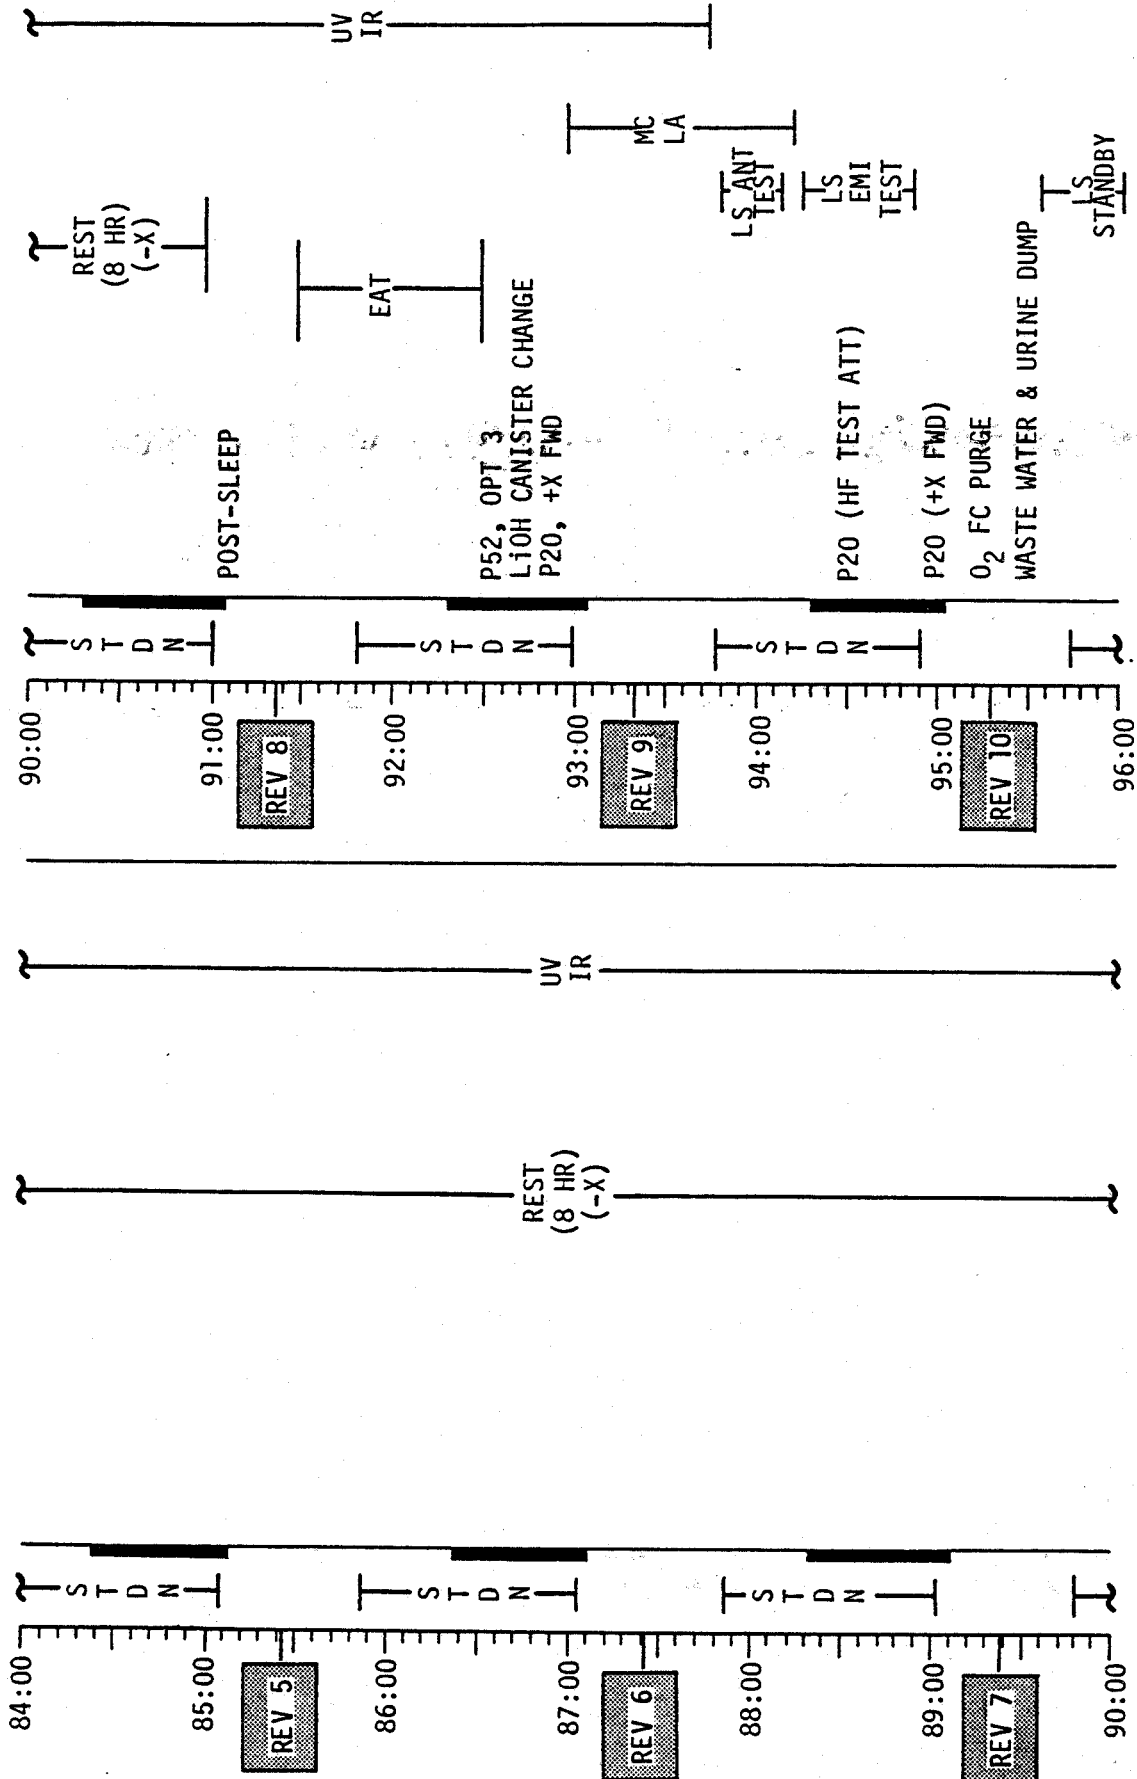 84:00
85:00
REV 5
86:00
87:00
REV 6
88:00
89:00
REV 7
90:00
STDN
STDN
STDN
REST
(8 HR)
(-X)
UV
IR
90:00
91:00
REV 8
92:00
93:00
REV 9
94:00
95:00
REV 10
96:00
STDN
STDN
STDN
POST-SLEEP
P52, OPT 3
LiOH CANISTER CHANGE
P20, +X FWD
P20 (HF TEST ATT)
P20 (+X FWD)
O₂ FC PURGE
WASTE WATER & URINE DUMP
REST
(8 HR)
(-X)
EAT
LS ANT
TEST
LS
EMI
TEST
LS
STANDBY
MC
LA
UV
IR